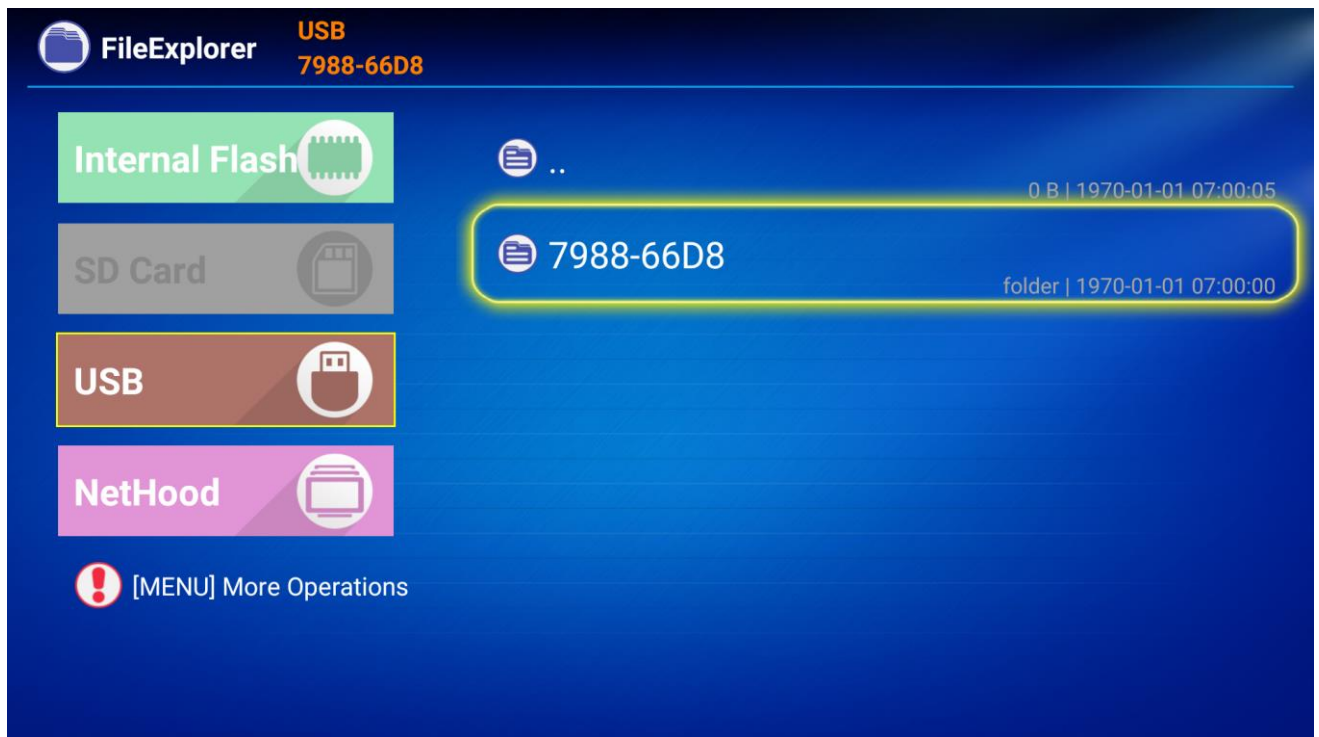 FileExplorer
USB
7988-66D8
Internal Flash
SD Card
USB
NetHood
[MENU] More Operations
..
0 B | 1970-01-01 07:00:05
7988-66D8
folder | 1970-01-01 07:00:00